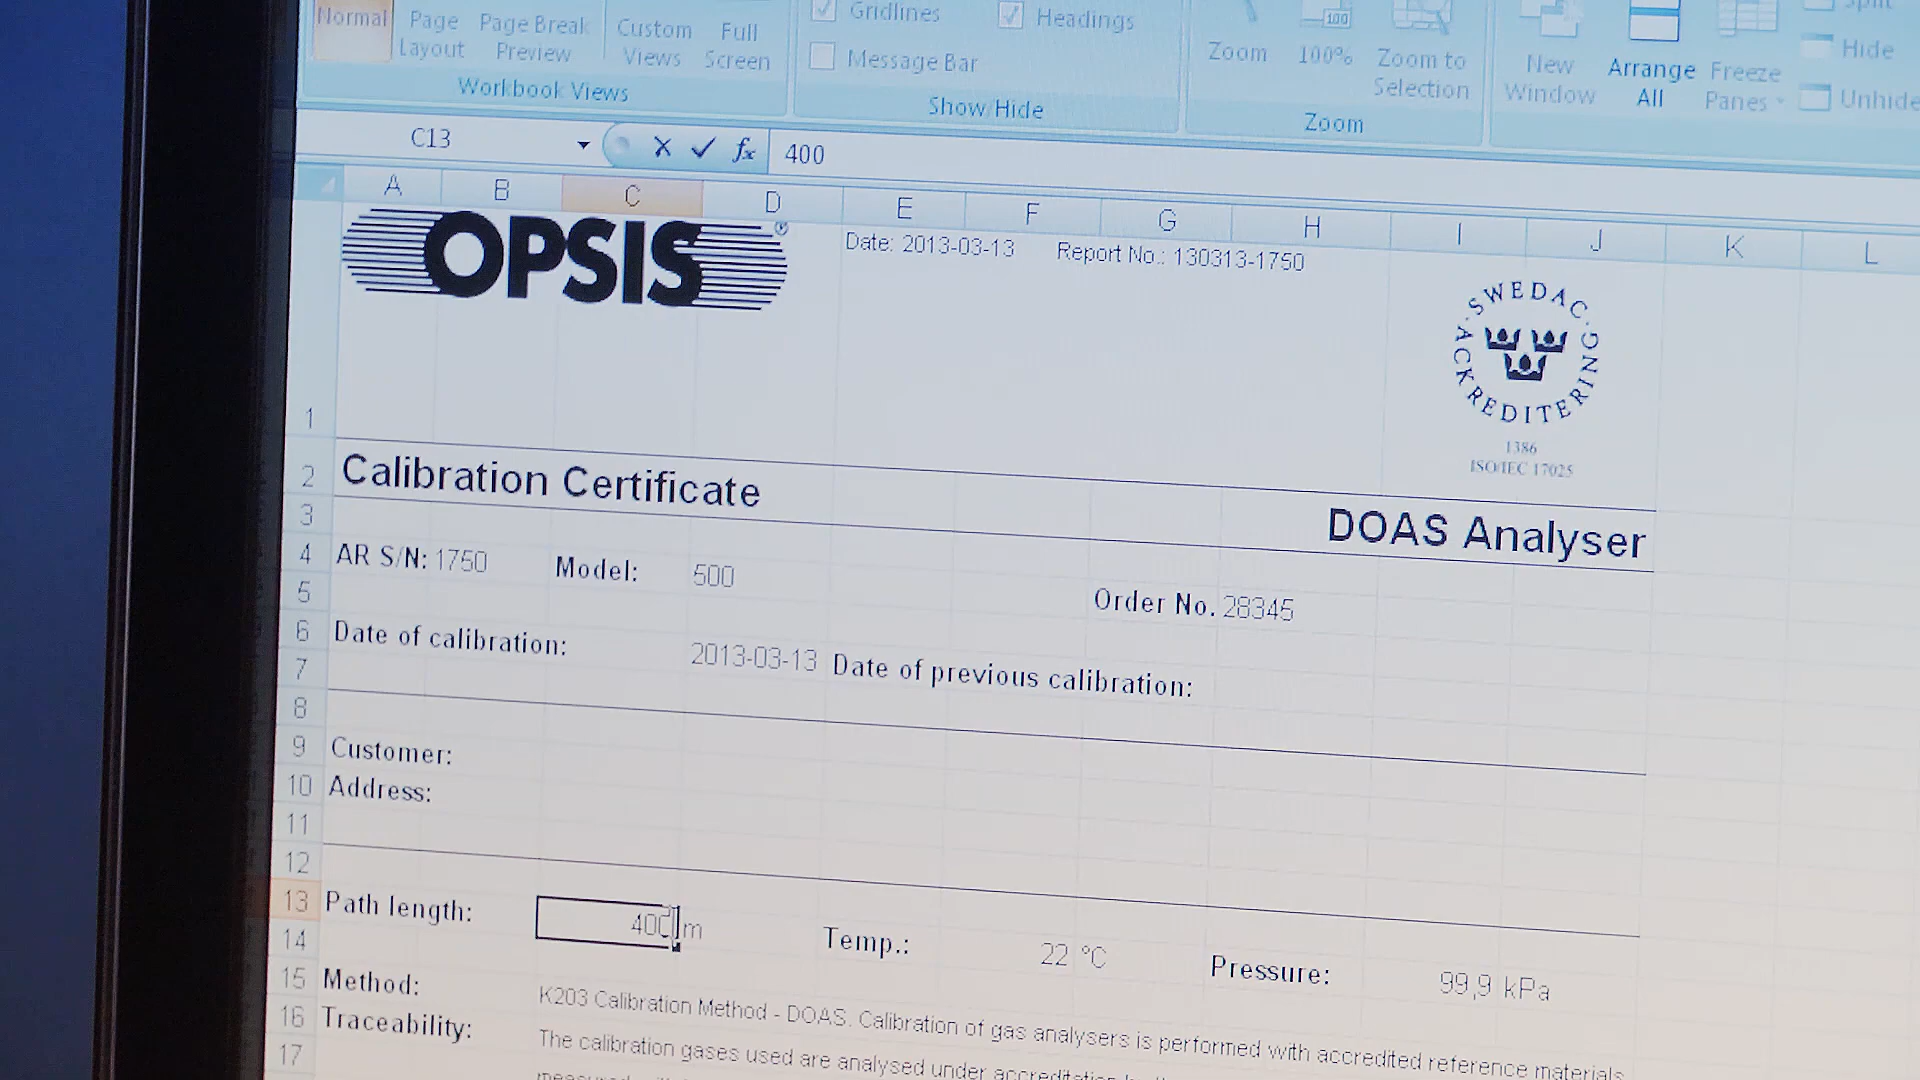 Normal Page Layout Page Break Preview Custom Views Full Screen
Workbook Views
Gridlines Headings
Message Bar
Show/Hide
Zoom 100% Zoom to Selection
Zoom
New Window Arrange All Freeze Panes
Split
Hide
Unhide
C13 fx 400
A B C D E F G H I J K L
OPSIS
Date: 2013-03-13 Report No.: 130313-1750
SWEDAC ACKREDITERING
1386
ISO/IEC 17025
1
2 Calibration Certificate
DOAS Analyser
3
4 AR S/N: 1750 Model: 500
5 Order No. 28345
6 Date of calibration: 2013-03-13 Date of previous calibration:
7
8
9 Customer:
10 Address:
11
12
13 Path length: 400 m Temp.: 22 °C Pressure: 99,9 kPa
14
15 Method: K203 Calibration Method - DOAS. Calibration of gas analysers is performed with accredited reference materials
16 Traceability: The calibration gases used are analysed under
17